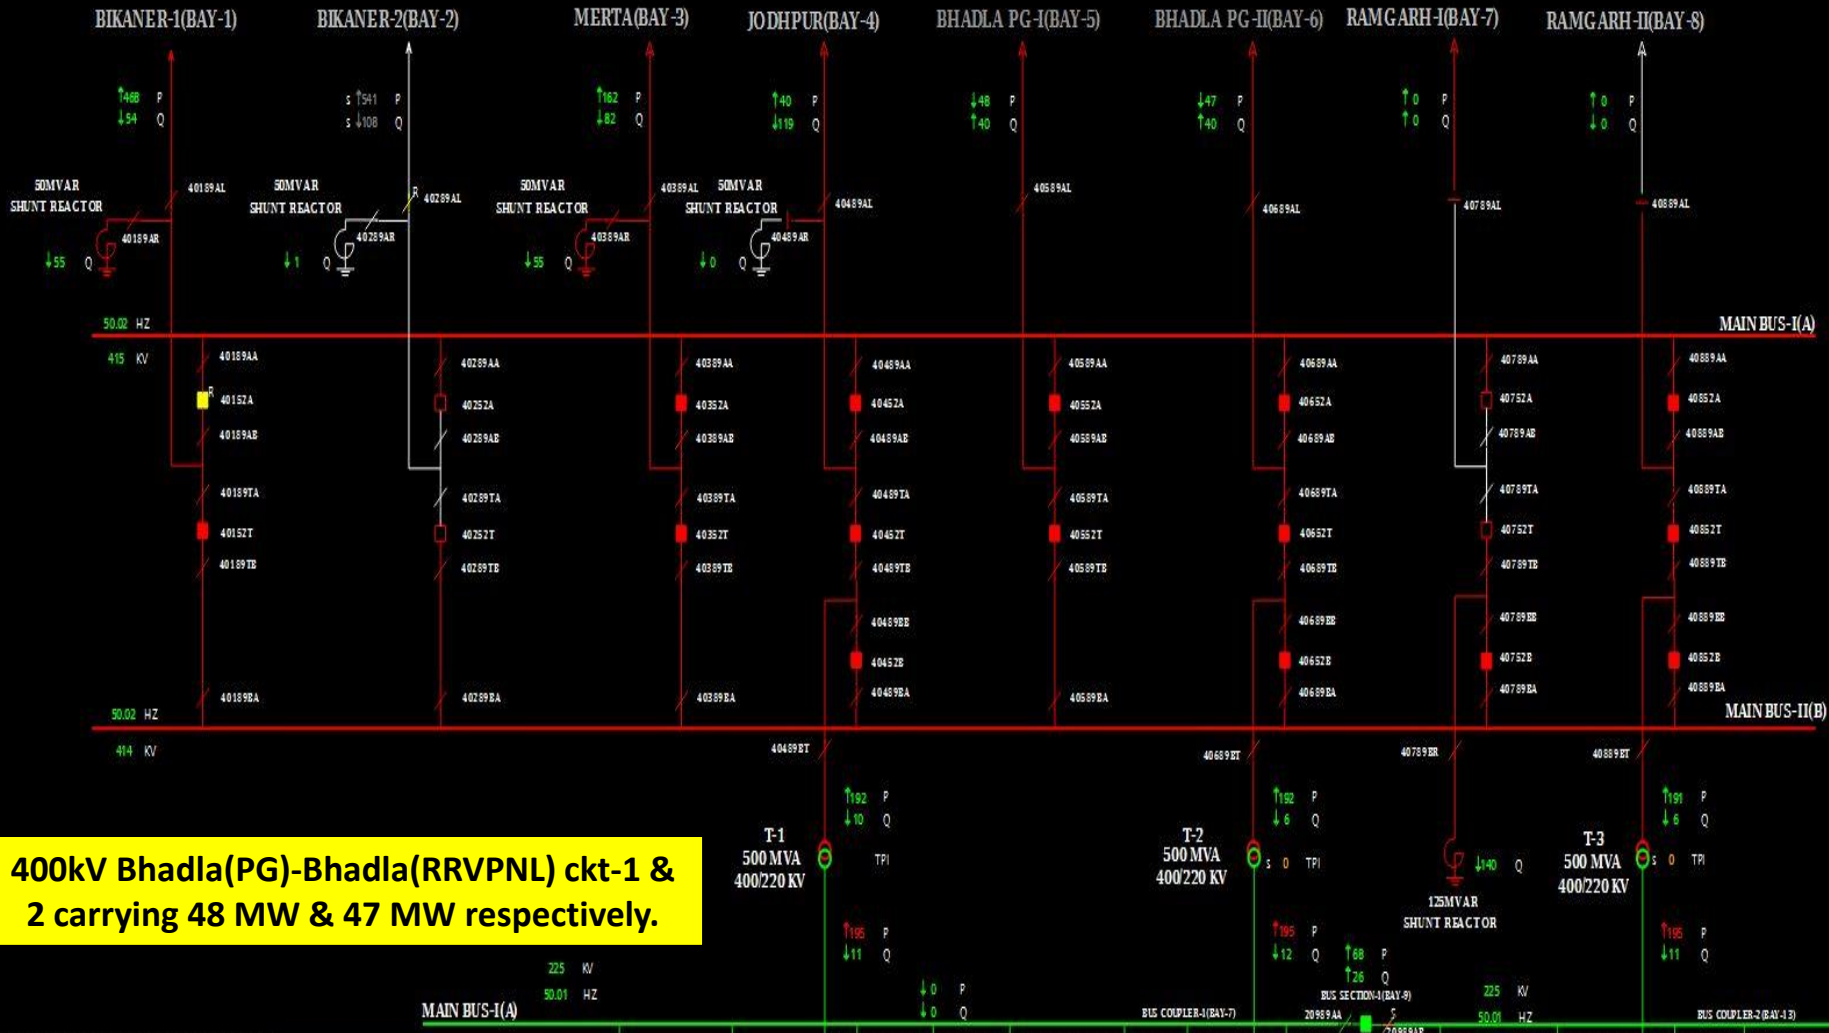 BIKANER-1(BAY-1) BIKANER-2(BAY-2) MERTA(BAY-3) JODHPUR(BAY-4) BHADLA PG-I(BAY-5) BHADLA PG-II(BAY-6) RAMGARH-I(BAY-7) RAMGARH-II(BAY-8)
↑468 P S ↑541 P ↑162 P ↑40 P ↓48 P ↓47 P ↑0 P ↑0 P
↓54 Q S ↓108 Q ↓82 Q ↓119 Q ↑40 Q ↑40 Q ↑0 Q ↓0 Q
50MVAR 50MVAR 50MVAR 50MVAR
SHUNT REACTOR SHUNT REACTOR SHUNT REACTOR SHUNT REACTOR
40189AL R 40289AL 40389AL 40489AL 40589AL 40689AL 40789AL 40889AL
40189AR 40289AR 40389AR 40489AR
↓55 Q ↓1 Q ↓55 Q ↓0 Q
50.02 HZ MAIN BUS-I(A)
415 KV
40189AA 40289AA 40389AA 40489AA 40589AA 40689AA 40789AA 40889AA
R 40152A 40252A 40352A 40452A 40552A 40652A 40752A 40852A
40189AB 40289AB 40389AB 40489AB 40589AB 40689AB 40789AB 40889AB
40189TA 40289TA 40389TA 40489TA 40589TA 40689TA 40789TA 40889TA
40152T 40252T 40352T 40452T 40552T 40652T 40752T 40852T
40189TB 40289TB 40389TB 40489TB 40589TB 40689TB 40789TB 40889TB
40489BB 40689BB 40789BB 40889BB
40452B 40652B 40752B 40852B
40189BA 40289BA 40389BA 40489BA 40589BA 40689BA 40789BA 40889BA
50.02 HZ MAIN BUS-II(B)
414 KV
40489BT 40689BT 40789BR 40889BT
↑192 P ↑192 P ↑191 P
↓10 Q ↓6 Q ↓6 Q
T-1 T-2 T-3
500 MVA TPI 500 MVA S 0 TPI ↓140 Q 500 MVA S 0 TPI
400/220 KV 400/220 KV 400/220 KV
125MVAR
SHUNT REACTOR
400kV Bhadla(PG)-Bhadla(RRVPNL) ckt-1 &
2 carrying 48 MW & 47 MW respectively.
↑195 P ↑195 P ↑195 P
↓11 Q ↓12 Q ↓11 Q
↑68 P
↑26 Q
225 KV ↓0 P BUS SECTION-1(BAY-9) 225 KV
50.01 HZ ↓0 Q 50.01 HZ
MAIN BUS-I(A) BUS COUPLER-1(BAY-7) 20989AA S BUS COUPLER-2(BAY-13)
20989AB